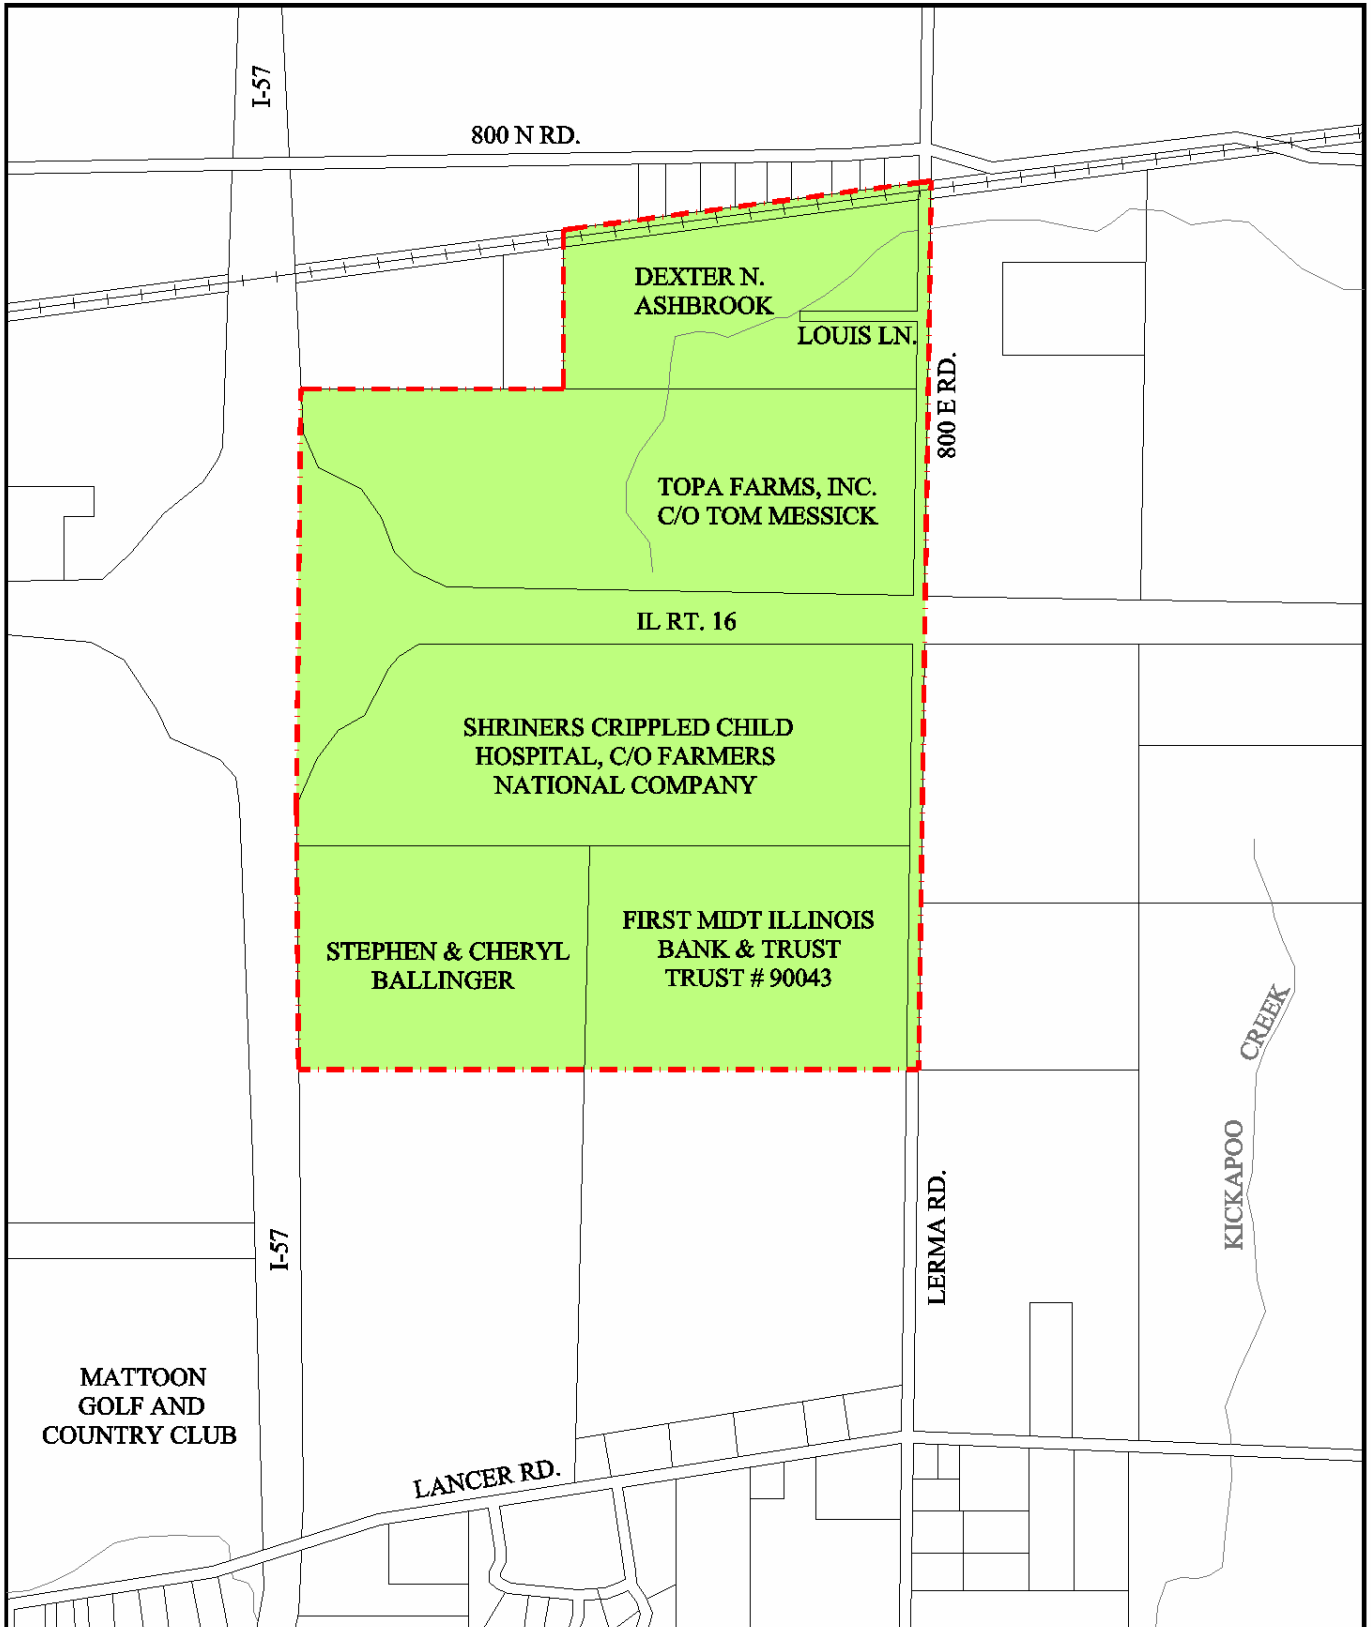 I-57
800 N RD.
DEXTER N.
ASHBROOK
LOUIS LN.
800 E RD.
TOPA FARMS, INC.
C/O TOM MESSICK
IL RT. 16
SHRINERS CRIPPLED CHILD
HOSPITAL, C/O FARMERS
NATIONAL COMPANY
FIRST MIDT ILLINOIS
BANK & TRUST
TRUST # 90043
STEPHEN & CHERYL
BALLINGER
KICKAPOO CREEK
LERMA RD.
I-57
MATTOON
GOLF AND
COUNTRY CLUB
LANCER RD.